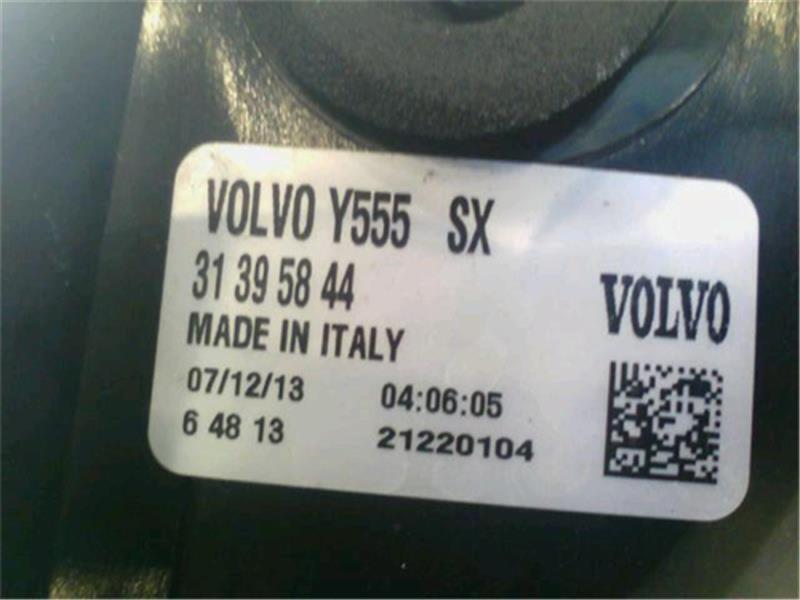 VOLVO Y555 SX
31 39 58 44
VOLVO
MADE IN ITALY
07/12/13 04:06:05
6 48 13 21220104